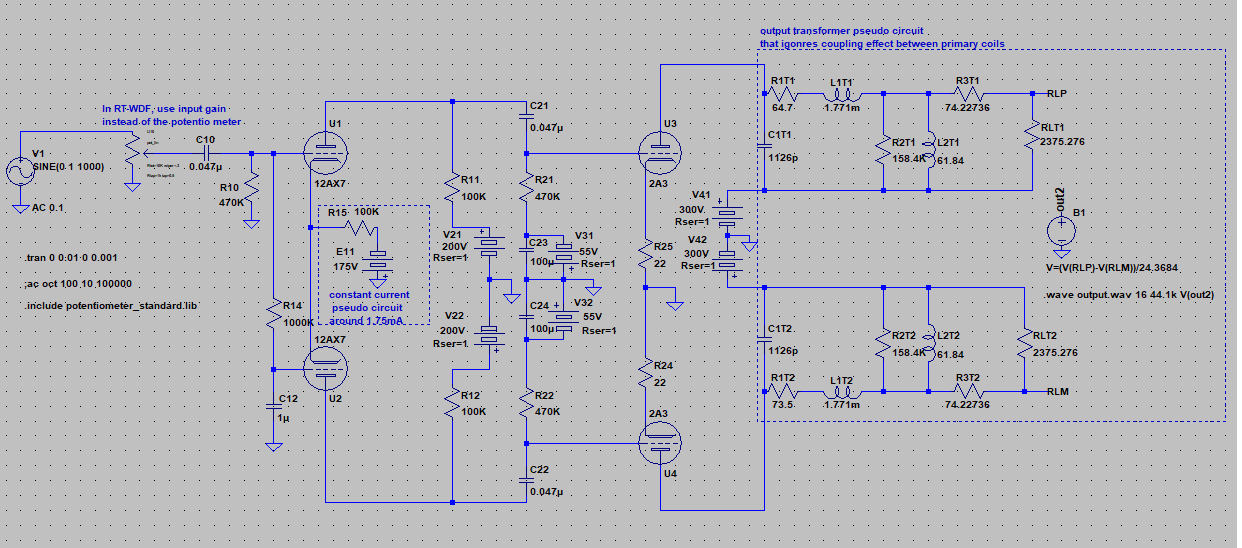 output transformer pseudo circuit
that igonres coupling effect between primary coils
In RT-WDF, use input gain
instead of the potentio meter
V1
SINE(0 1 1000)
AC 0.1
C10
0.047µ
R10
470K
U1
12AX7
R15 100K
E11
175V
constant current
pseudo circuit
around 1.75mA
R14
1000K
12AX7
U2
C12
1µ
.tran 0 0.01 0 0.001
;ac oct 100 10 100000
.include potentiometer_standard.lib
R11
100K
V21
200V
Rser=1
V22
200V
Rser=1
R12
100K
C21
0.047µ
R21
470K
C23
100µ
V31
55V
Rser=1
C24
100µ
V32
55V
Rser=1
R22
470K
C22
0.047µ
U3
2A3
R25
22
R24
22
2A3
U4
V41
300V
Rser=1
V42
300V
Rser=1
R1T1
64.7
L1T1
1.771m
C1T1
1126p
R2T1
158.4K
L2T1
61.84
R3T1
74.22736
RLP
RLT1
2375.276
out2
B1
V=(V(RLP)-V(RLM))/24.3684
.wave output.wav 16 44.1k V(out2)
C1T2
1126p
R2T2
158.4K
L2T2
61.84
RLT2
2375.276
R1T2
73.5
L1T2
1.771m
R3T2
74.22736
RLM